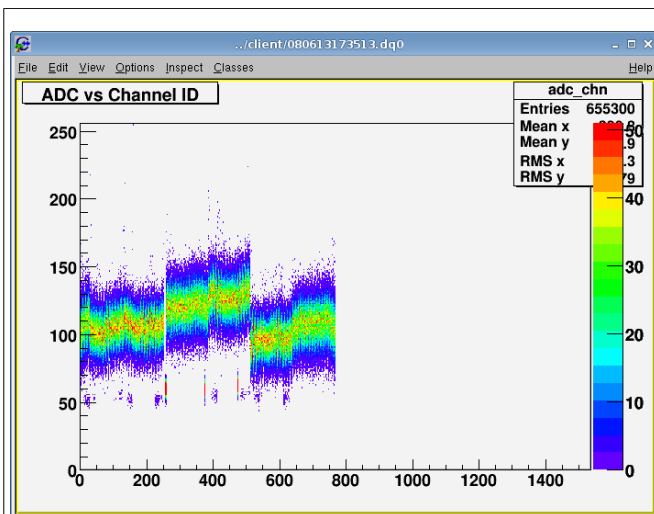 ../client/080613173513.dq0
File Edit View Options Inspect Classes Help
ADC vs Channel ID
adc_chn
Entries 655300
Mean x
Mean y
RMS x
RMS y
250
200
150
100
50
0
0 200 400 600 800 1000 1200 1400
50
40
30
20
10
0